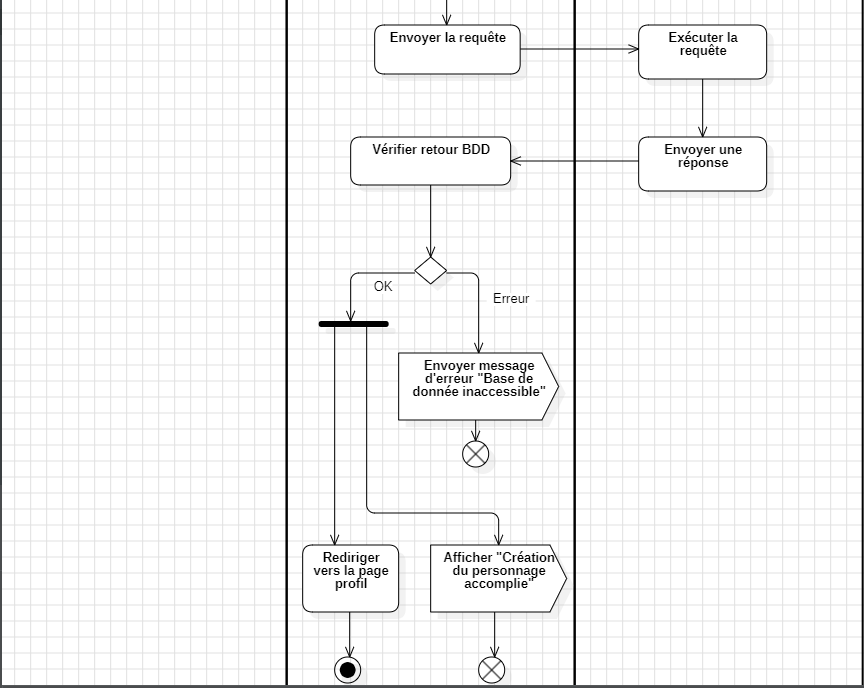 Envoyer la requête
Exécuter la
requête
Vérifier retour BDD
Envoyer une
réponse
OK
Erreur
Envoyer message
d'erreur "Base de
donnée inaccessible"
Rediriger
vers la page
profil
Afficher "Création
du personnage
accomplie"